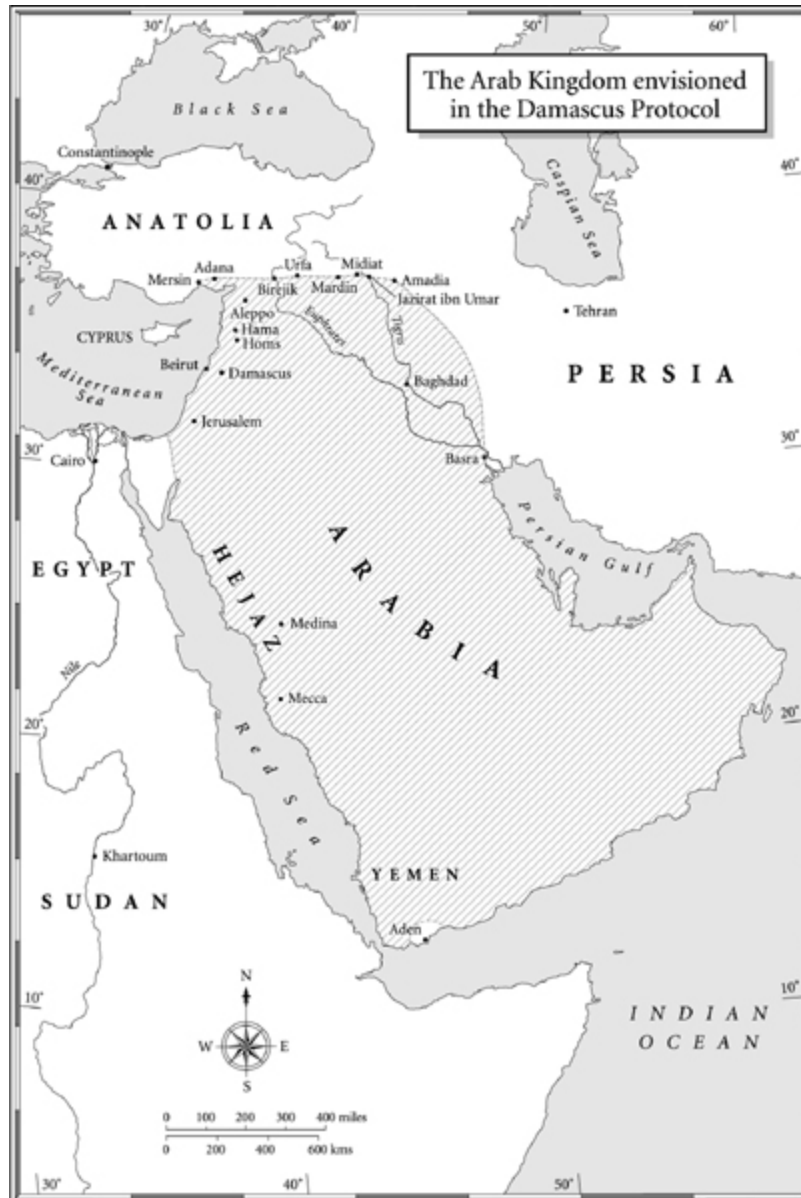 30°
40°
50°
60°
The Arab Kingdom envisioned
in the Damascus Protocol
Black Sea
Constantinople
Caspian Sea
40°
40°
ANATOLIA
Mersin
Adana
Urfa
Midiat
Birejik
Mardin
Amadia
Jazirat ibn Umar
Aleppo
Euphrates
Tigris
Tehran
CYPRUS
Hama
Homs
Beirut
Damascus
Baghdad
PERSIA
Mediterranean
Sea
Jerusalem
30°
30°
Cairo
Basra
Persian Gulf
EGYPT
HEJAZ
ARABIA
Medina
Nile
Mecca
20°
20°
Red Sea
Khartoum
SUDAN
YEMEN
Aden
10°
10°
INDIAN
OCEAN
N
W
E
S
0 100 200 300 400 miles
0 200 400 600 kms
30°
40°
50°